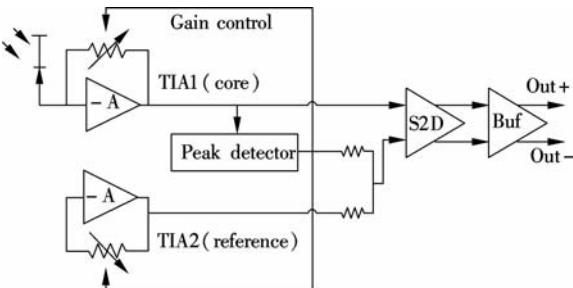 Gain control
- A
TIA1(core)
Out+
S2D
Buf
Peak detector
Out-
- A
TIA2(reference)